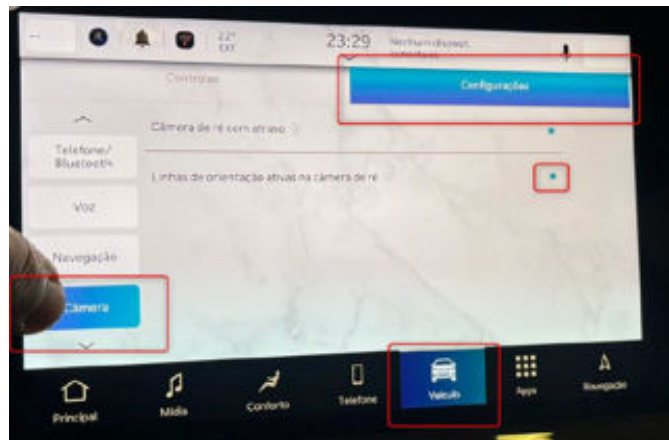 22°
EXT
23:29
Nenhum disposit.
Controles
Configurações
Câmera de ré com atraso
Telefone/
Bluetooth
Linhas de orientação ativas na câmera de ré
Voz
Navegação
Câmera
Principal
Mídia
Conforto
Telefone
Veículo
Apps
Navegação